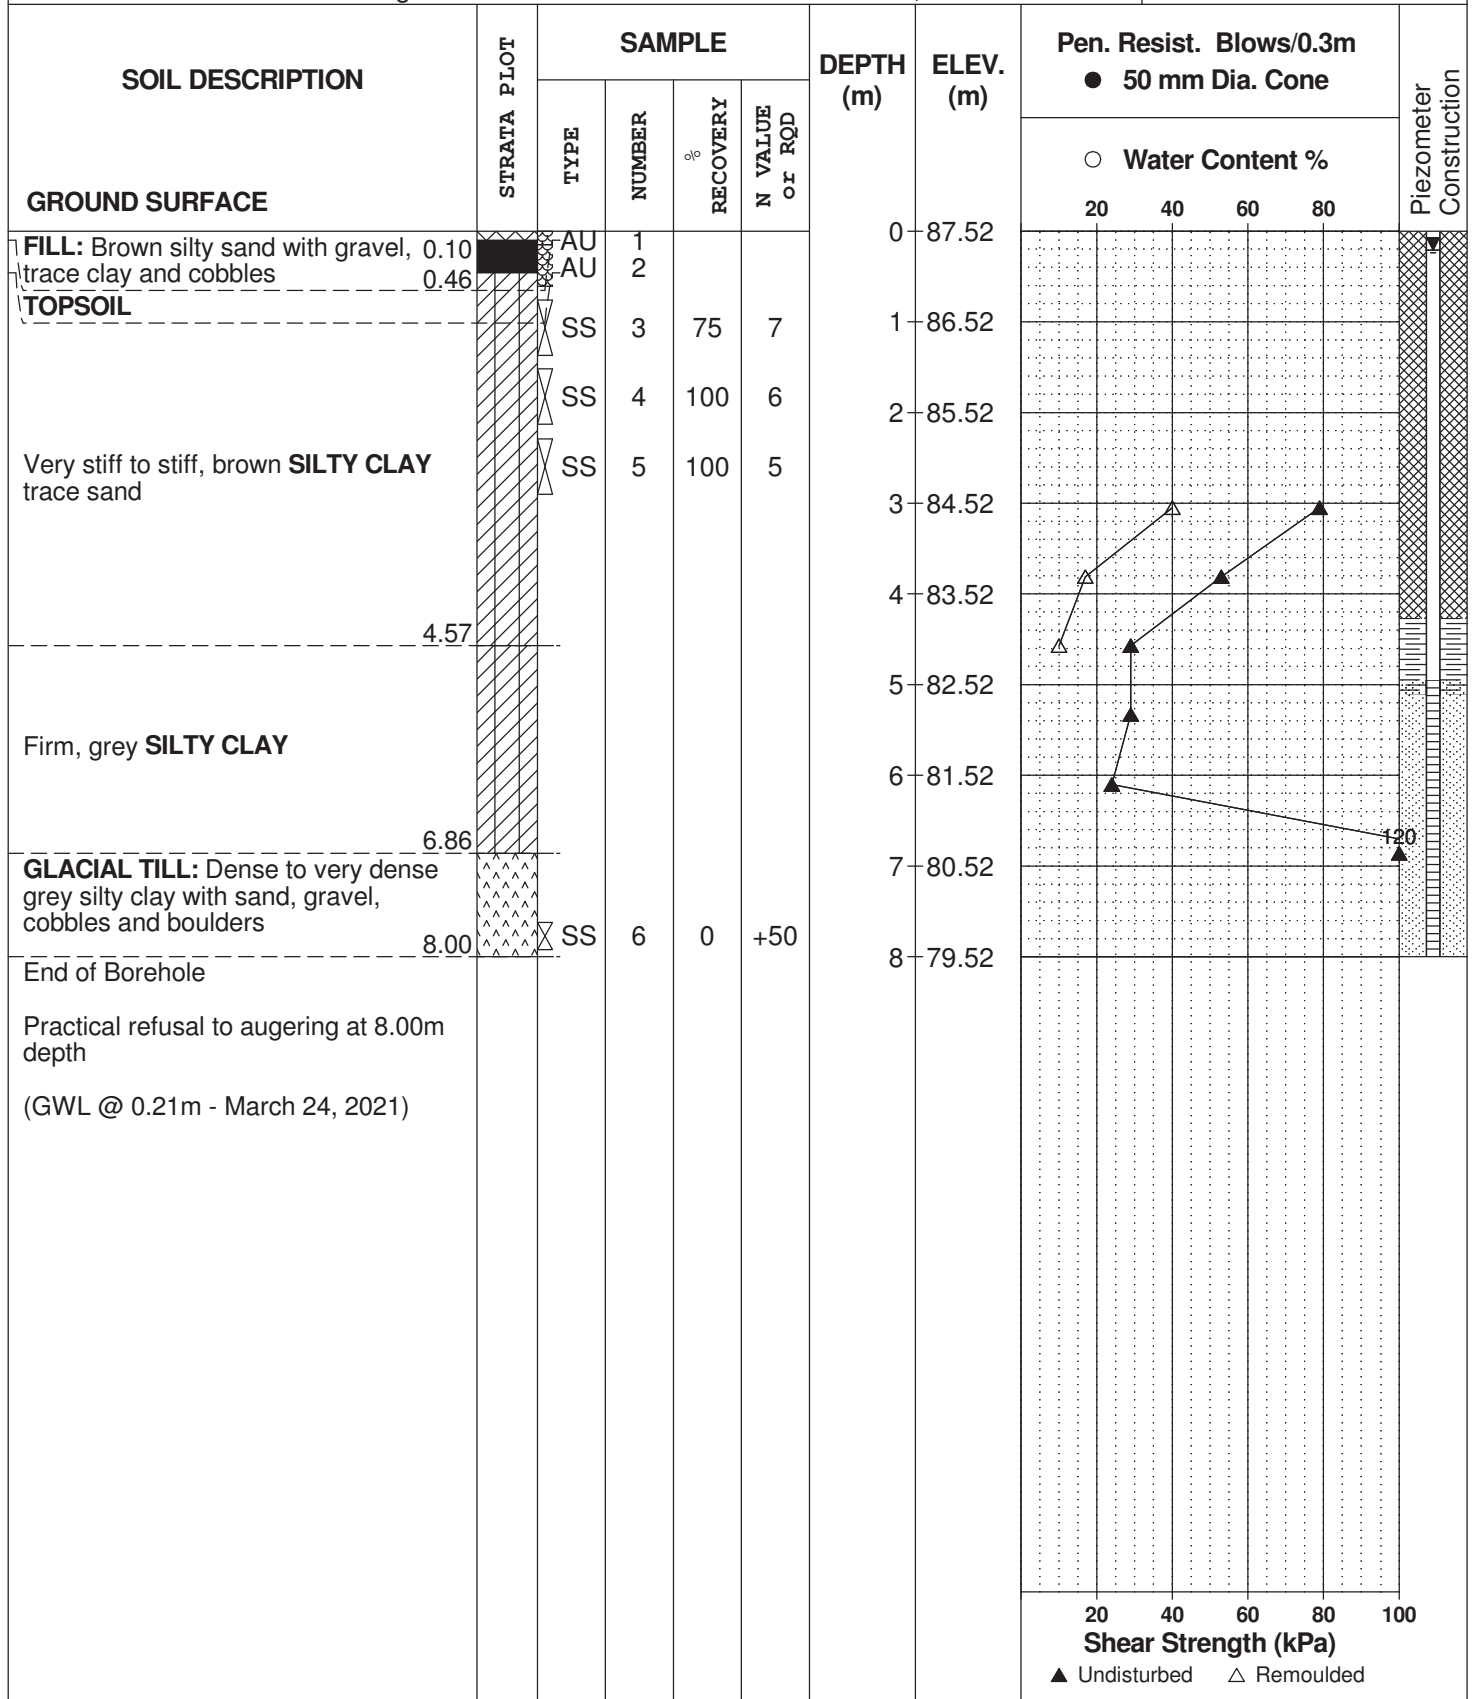 SOIL DESCRIPTION
GROUND SURFACE
STRATA PLOT
SAMPLE
TYPE
NUMBER
%
RECOVERY
N VALUE
or RQD
DEPTH
(m)
ELEV.
(m)
Pen. Resist. Blows/0.3m
● 50 mm Dia. Cone
○ Water Content %
20 40 60 80
Piezometer
Construction
FILL: Brown silty sand with gravel, 0.10
trace clay and cobbles
0.46
TOPSOIL
AU 1
AU 2
SS 3 75 7
SS 4 100 6
SS 5 100 5
Very stiff to stiff, brown SILTY CLAY
trace sand
4.57
Firm, grey SILTY CLAY
6.86
GLACIAL TILL: Dense to very dense
grey silty clay with sand, gravel,
cobbles and boulders
8.00
SS 6 0 +50
End of Borehole
Practical refusal to augering at 8.00m
depth
(GWL @ 0.21m - March 24, 2021)
0 87.52
1 86.52
2 85.52
3 84.52
4 83.52
5 82.52
6 81.52
7 80.52
8 79.52
120
20 40 60 80 100
Shear Strength (kPa)
▲ Undisturbed △ Remoulded